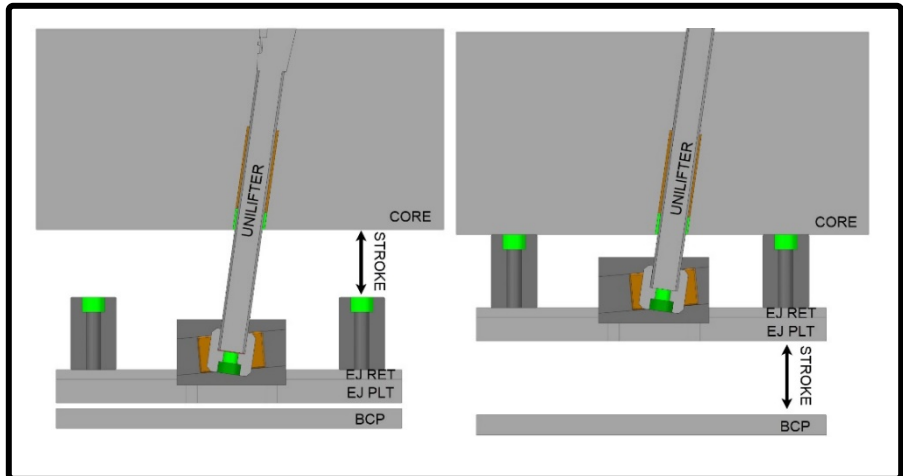 UNILIFTER
CORE
STROKE
EJ RET
EJ PLT
BCP
UNILIFTER
CORE
EJ RET
EJ PLT
STROKE
BCP